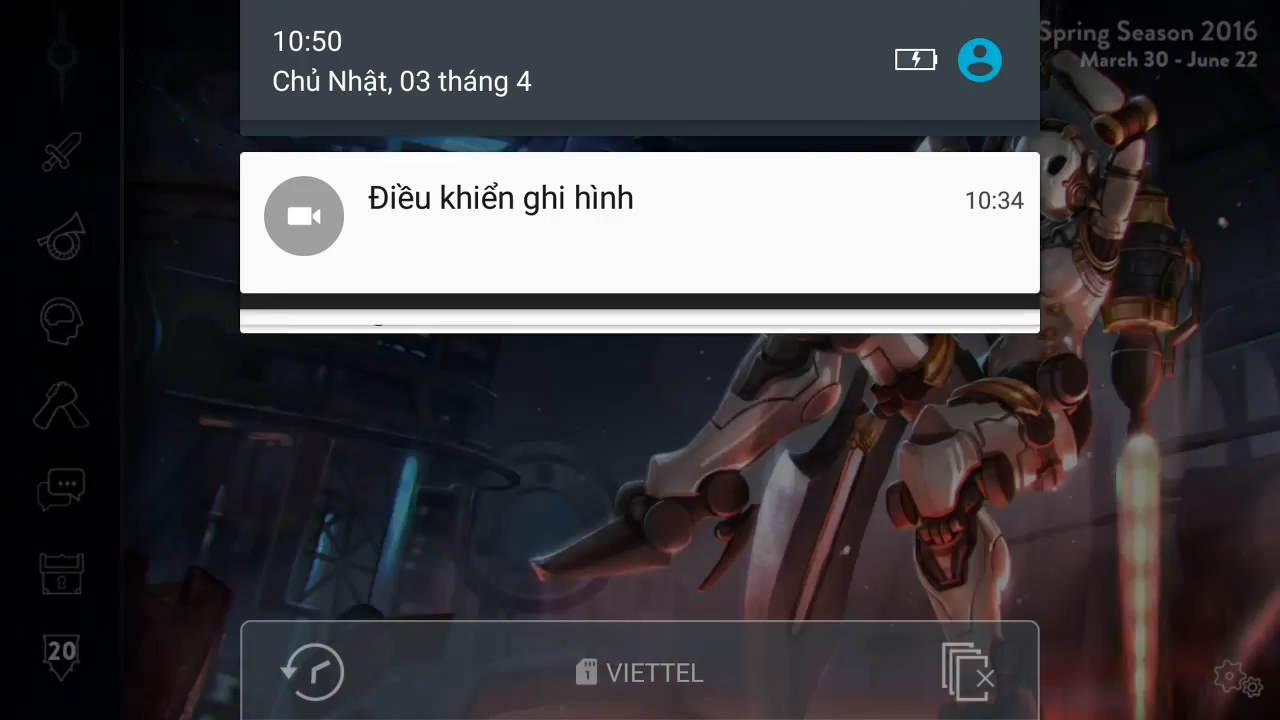 10:50
Chủ Nhật, 03 tháng 4
Spring Season 2016
March 30 - June 22
Điều khiển ghi hình
10:34
20
1 VIETTEL